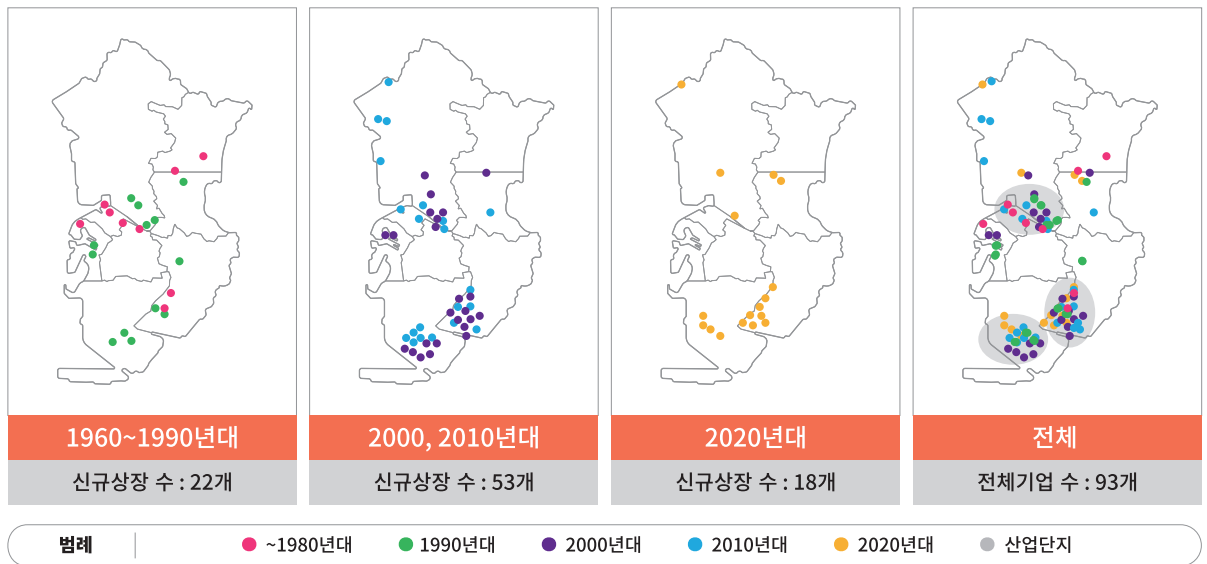 1960~1990년대
신규상장 수 : 22개
2000, 2010년대
신규상장 수 : 53개
2020년대
신규상장 수 : 18개
전체
전체기업 수 : 93개
범례
~1980년대
1990년대
2000년대
2010년대
2020년대
산업단지